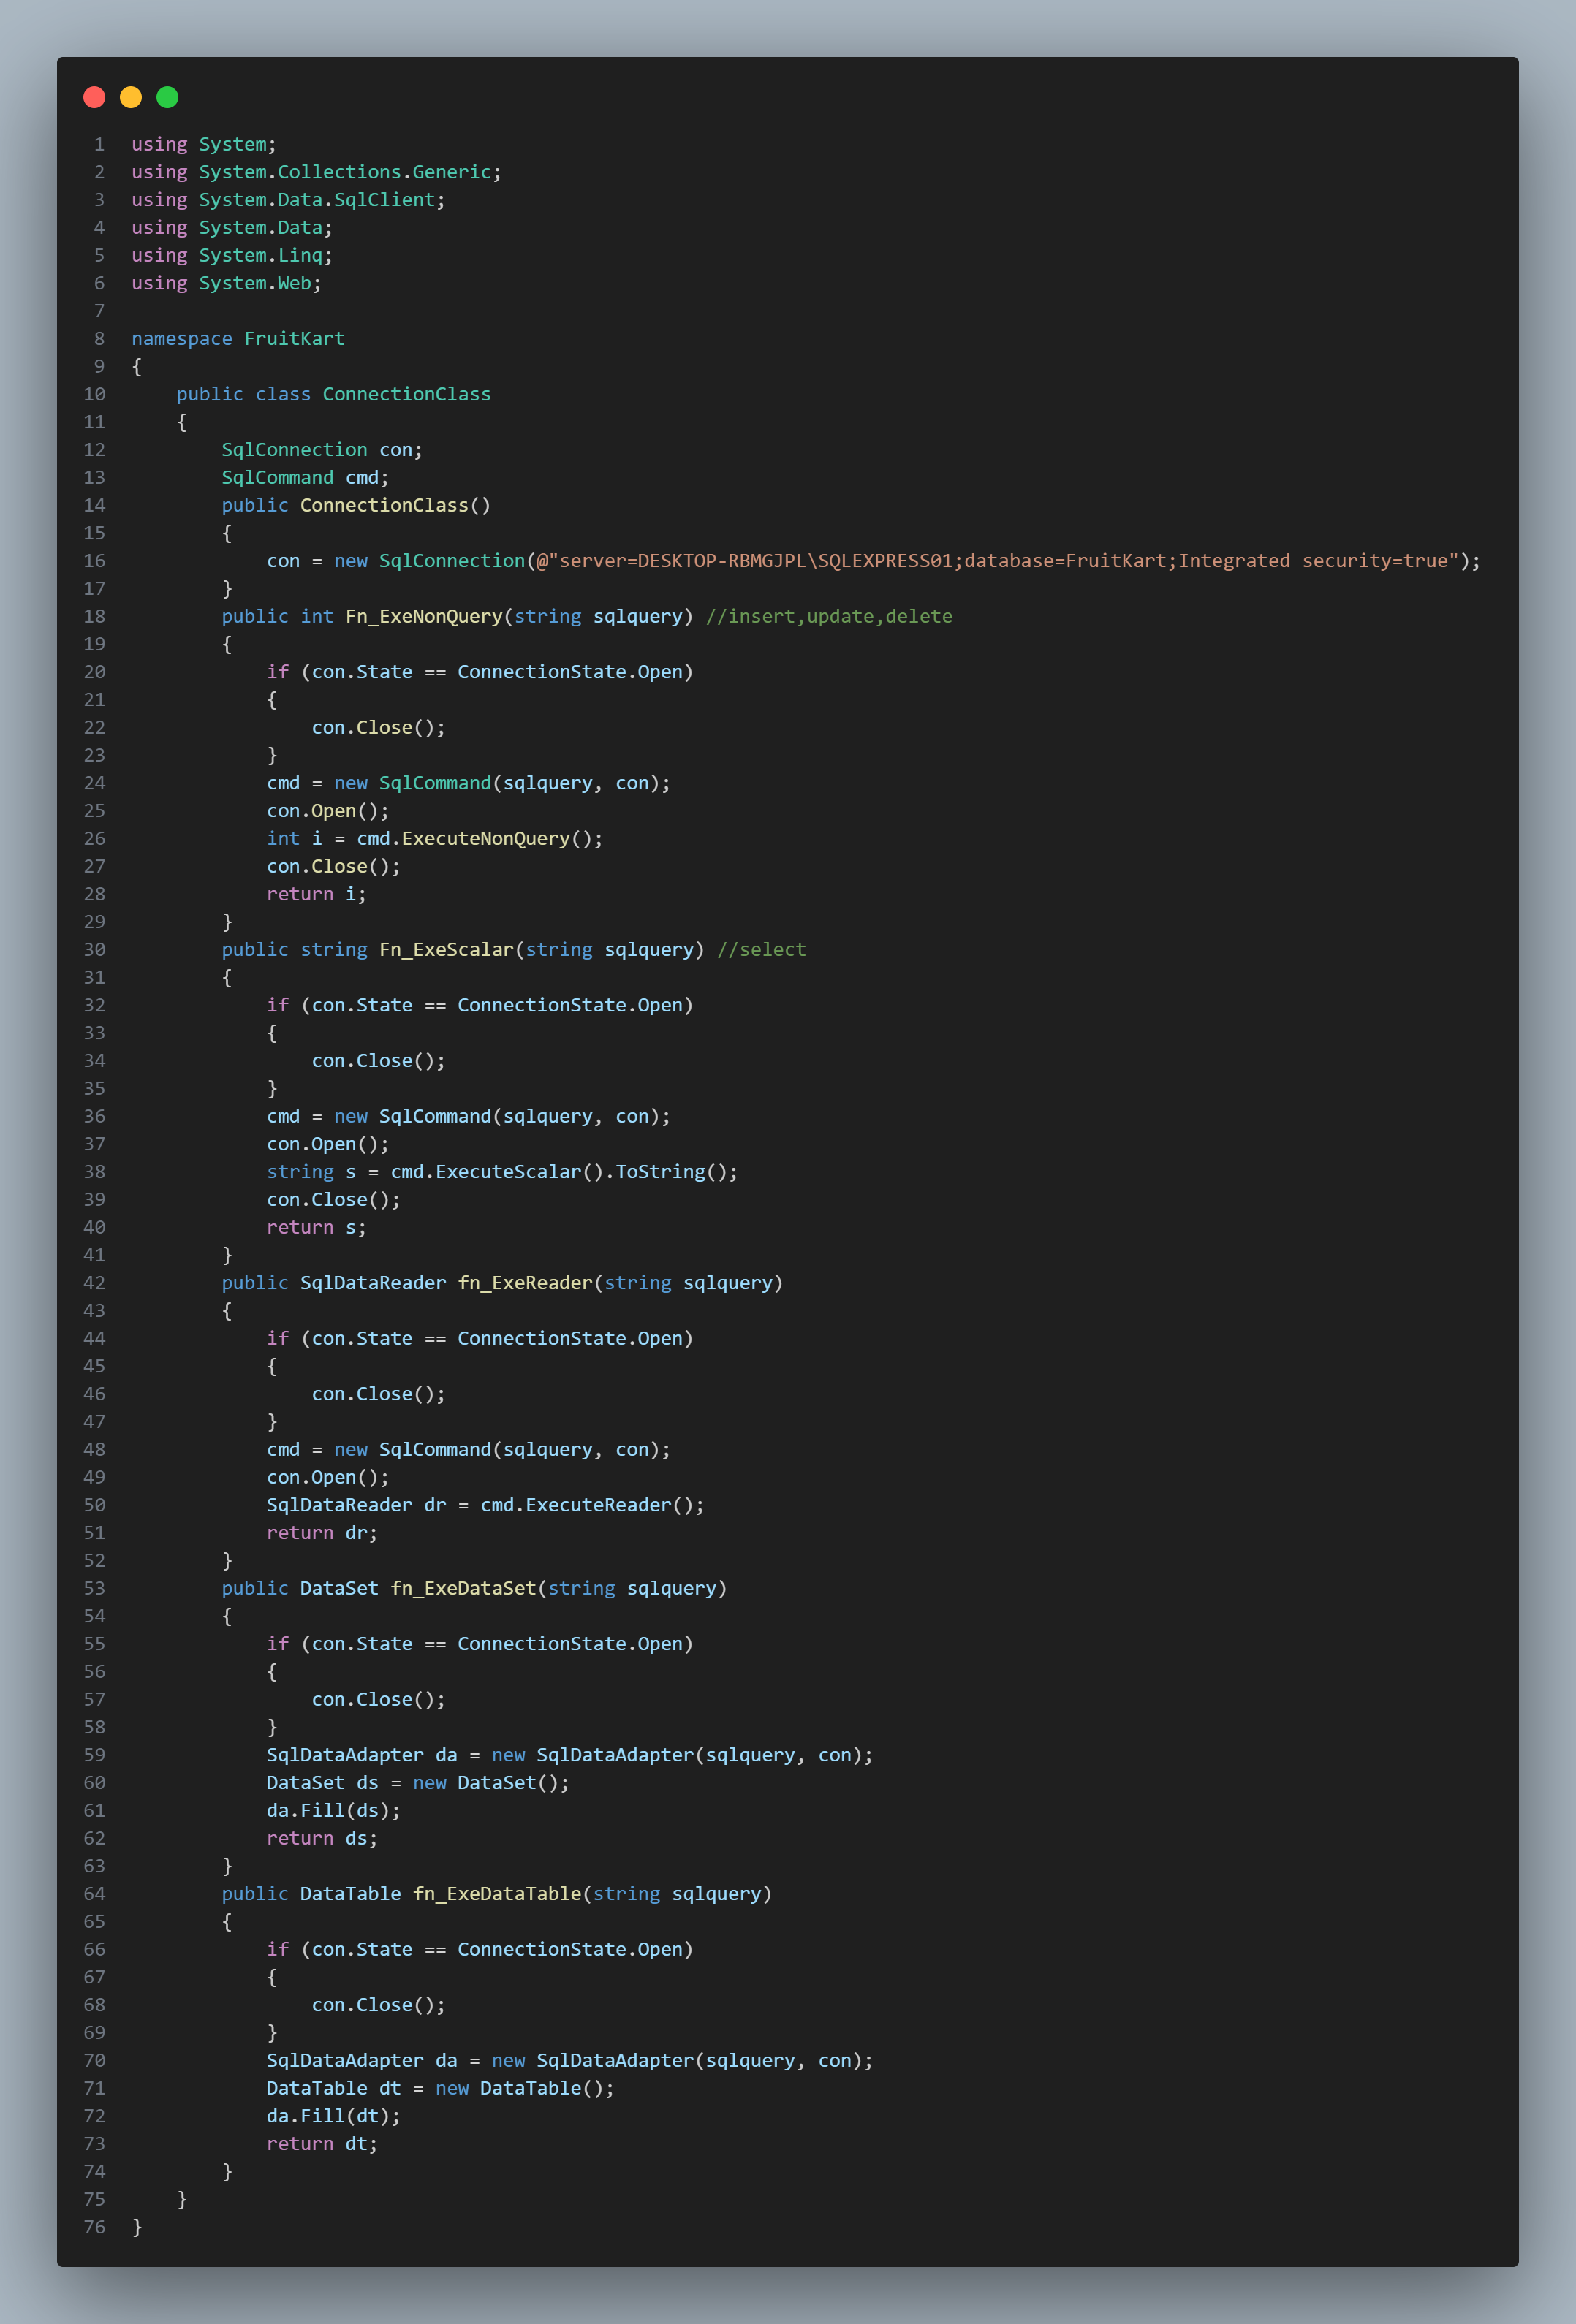 1 using System;
2 using System.Collections.Generic;
3 using System.Data.SqlClient;
4 using System.Data;
5 using System.Linq;
6 using System.Web;
7
8 namespace FruitKart
9 {
10     public class ConnectionClass
11     {
12         SqlConnection con;
13         SqlCommand cmd;
14         public ConnectionClass()
15         {
16             con = new SqlConnection(@"server=DESKTOP-RBMGJPL\SQLEXPRESS01;database=FruitKart;Integrated security=true");
17         }
18         public int Fn_ExeNonQuery(string sqlquery) //insert,update,delete
19         {
20             if (con.State == ConnectionState.Open)
21             {
22                 con.Close();
23             }
24             cmd = new SqlCommand(sqlquery, con);
25             con.Open();
26             int i = cmd.ExecuteNonQuery();
27             con.Close();
28             return i;
29         }
30         public string Fn_ExeScalar(string sqlquery) //select
31         {
32             if (con.State == ConnectionState.Open)
33             {
34                 con.Close();
35             }
36             cmd = new SqlCommand(sqlquery, con);
37             con.Open();
38             string s = cmd.ExecuteScalar().ToString();
39             con.Close();
40             return s;
41         }
42         public SqlDataReader fn_ExeReader(string sqlquery)
43         {
44             if (con.State == ConnectionState.Open)
45             {
46                 con.Close();
47             }
48             cmd = new SqlCommand(sqlquery, con);
49             con.Open();
50             SqlDataReader dr = cmd.ExecuteReader();
51             return dr;
52         }
53         public DataSet fn_ExeDataSet(string sqlquery)
54         {
55             if (con.State == ConnectionState.Open)
56             {
57                 con.Close();
58             }
59             SqlDataAdapter da = new SqlDataAdapter(sqlquery, con);
60             DataSet ds = new DataSet();
61             da.Fill(ds);
62             return ds;
63         }
64         public DataTable fn_ExeDataTable(string sqlquery)
65         {
66             if (con.State == ConnectionState.Open)
67             {
68                 con.Close();
69             }
70             SqlDataAdapter da = new SqlDataAdapter(sqlquery, con);
71             DataTable dt = new DataTable();
72             da.Fill(dt);
73             return dt;
74         }
75     }
76 }